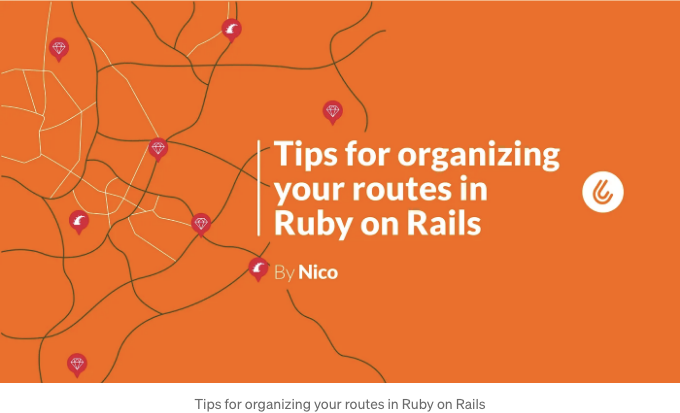 Tips for organizing
your routes in
Ruby on Rails
By Nico
Tips for organizing your routes in Ruby on Rails